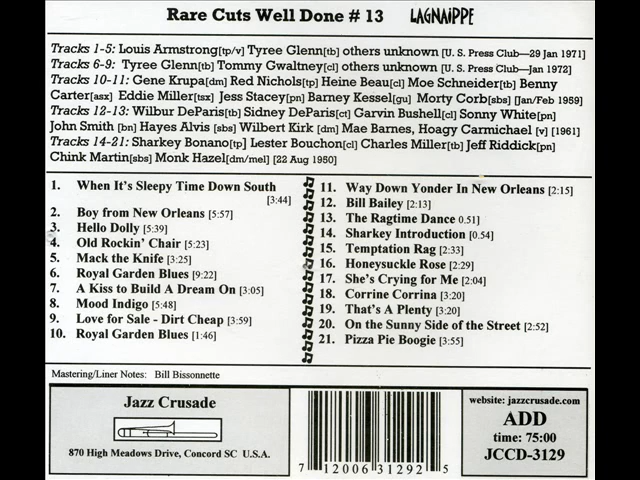 Rare Cuts Well Done # 13 LAGNAIPPE
Tracks 1-5: Louis Armstrong[tp/v] Tyree Glenn[tb] others unknown [U. S. Press Club—29 Jan 1971]
Tracks 6-9: Tyree Glenn[tb] Tommy Gwaltney[cl] others unknown [U. S. Press Club—Jan 1972]
Tracks 10-11: Gene Krupa[dm] Red Nichols[tp] Heine Beau[cl] Moe Schneider[tb] Benny
Carter[asx] Eddie Miller[tsx] Jess Stacey[pn] Barney Kessel[gu] Morty Corb[sbs] [Jan/Feb 1959]
Tracks 12-13: Wilbur DeParis[tb] Sidney DeParis[ct] Garvin Bushell[cl] Sonny White[pn]
John Smith [bn] Hayes Alvis [sbs] Wilbert Kirk [dm] Mae Barnes, Hoagy Carmichael [v] [1961]
Tracks 14-21: Sharkey Bonano[tp] Lester Bouchon[cl] Charles Miller[tb] Jeff Riddick[pn]
Chink Martin[sbs] Monk Hazel[dm/mel] [22 Aug 1950]
1. When It's Sleepy Time Down South
[3:44]
2. Boy from New Orleans [5:57]
3. Hello Dolly [5:39]
4. Old Rockin' Chair [5:23]
5. Mack the Knife [3:25]
6. Royal Garden Blues [9:22]
7. A Kiss to Build A Dream On [3:05]
8. Mood Indigo [5:48]
9. Love for Sale - Dirt Cheap [3:59]
10. Royal Garden Blues [1:46]
11. Way Down Yonder In New Orleans [2:15]
12. Bill Bailey [2:13]
13. The Ragtime Dance 0.51]
14. Sharkey Introduction [0.54]
15. Temptation Rag [2:33]
16. Honeysuckle Rose [2:29]
17. She's Crying for Me [2:04]
18. Corrine Corrina [3:20]
19. That's A Plenty [3:20]
20. On the Sunny Side of the Street [2:52]
21. Pizza Pie Boogie [3:55]
Mastering/Liner Notes: Bill Bissonnette
Jazz Crusade
870 High Meadows Drive, Concord SC U.S.A.
7 12006 31292 5
website: jazzcrusade.com
ADD
time: 75:00
JCCD-3129